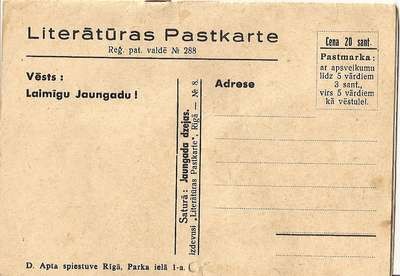 Literātūras Pastkarte
Reģ. pat. valdē № 288
Cena 20 sant.
Pastmarka:
ar apsveikumu
līdz 5 vārdiem
3 sant.,
virs 5 vārdiem
kā vēstulei.
Vēsts:
Laimīgu Jaungadu!
Adrese
Saturā: Jaungada dzejas.
izdevusi „Literātūras Pastkarte", Rīgā — № 8.
D. Apta spiestuve Rīgā, Parka ielā 1-a.